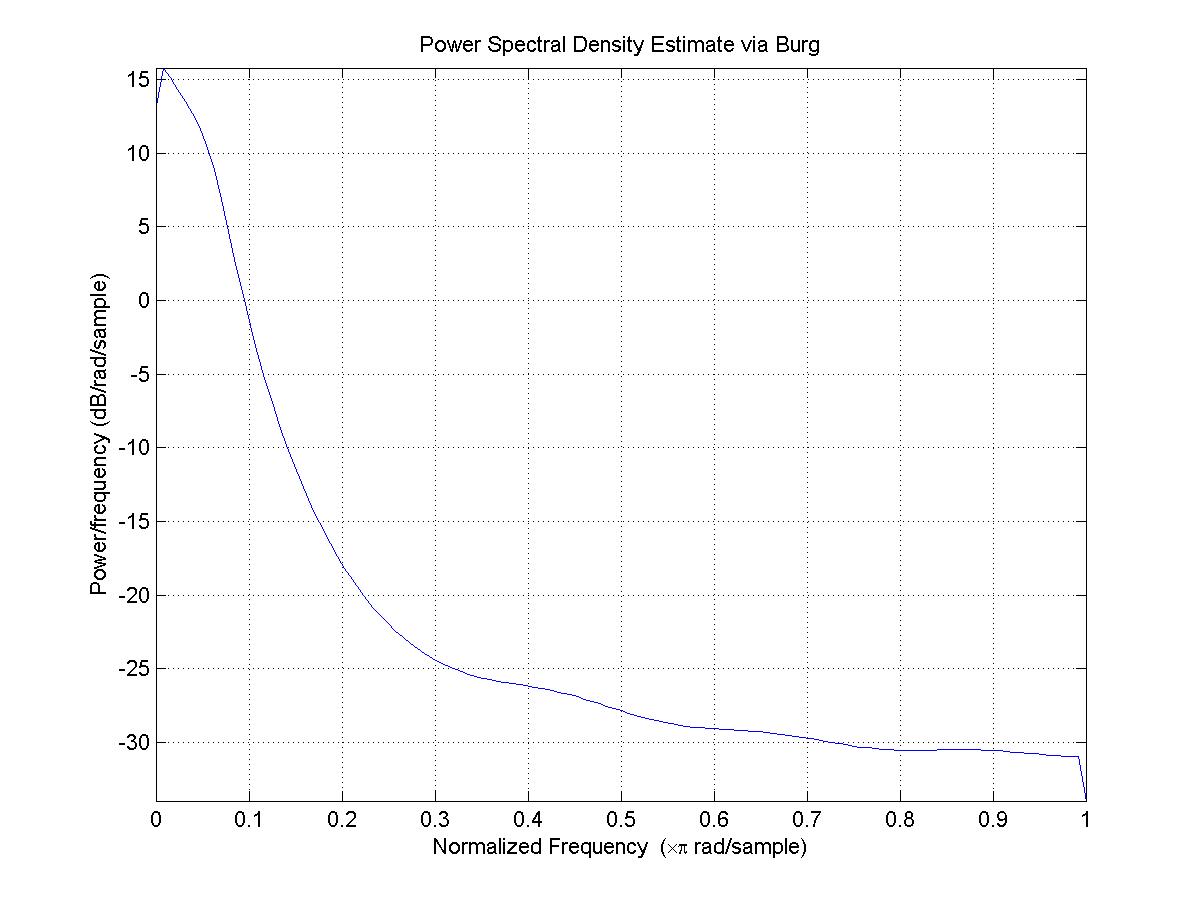 Power Spectral Density Estimate via Burg
15
10
5
0
-5
-10
-15
-20
-25
-30
Power/frequency (dB/rad/sample)
0 0.1 0.2 0.3 0.4 0.5 0.6 0.7 0.8 0.9 1
Normalized Frequency (×π rad/sample)